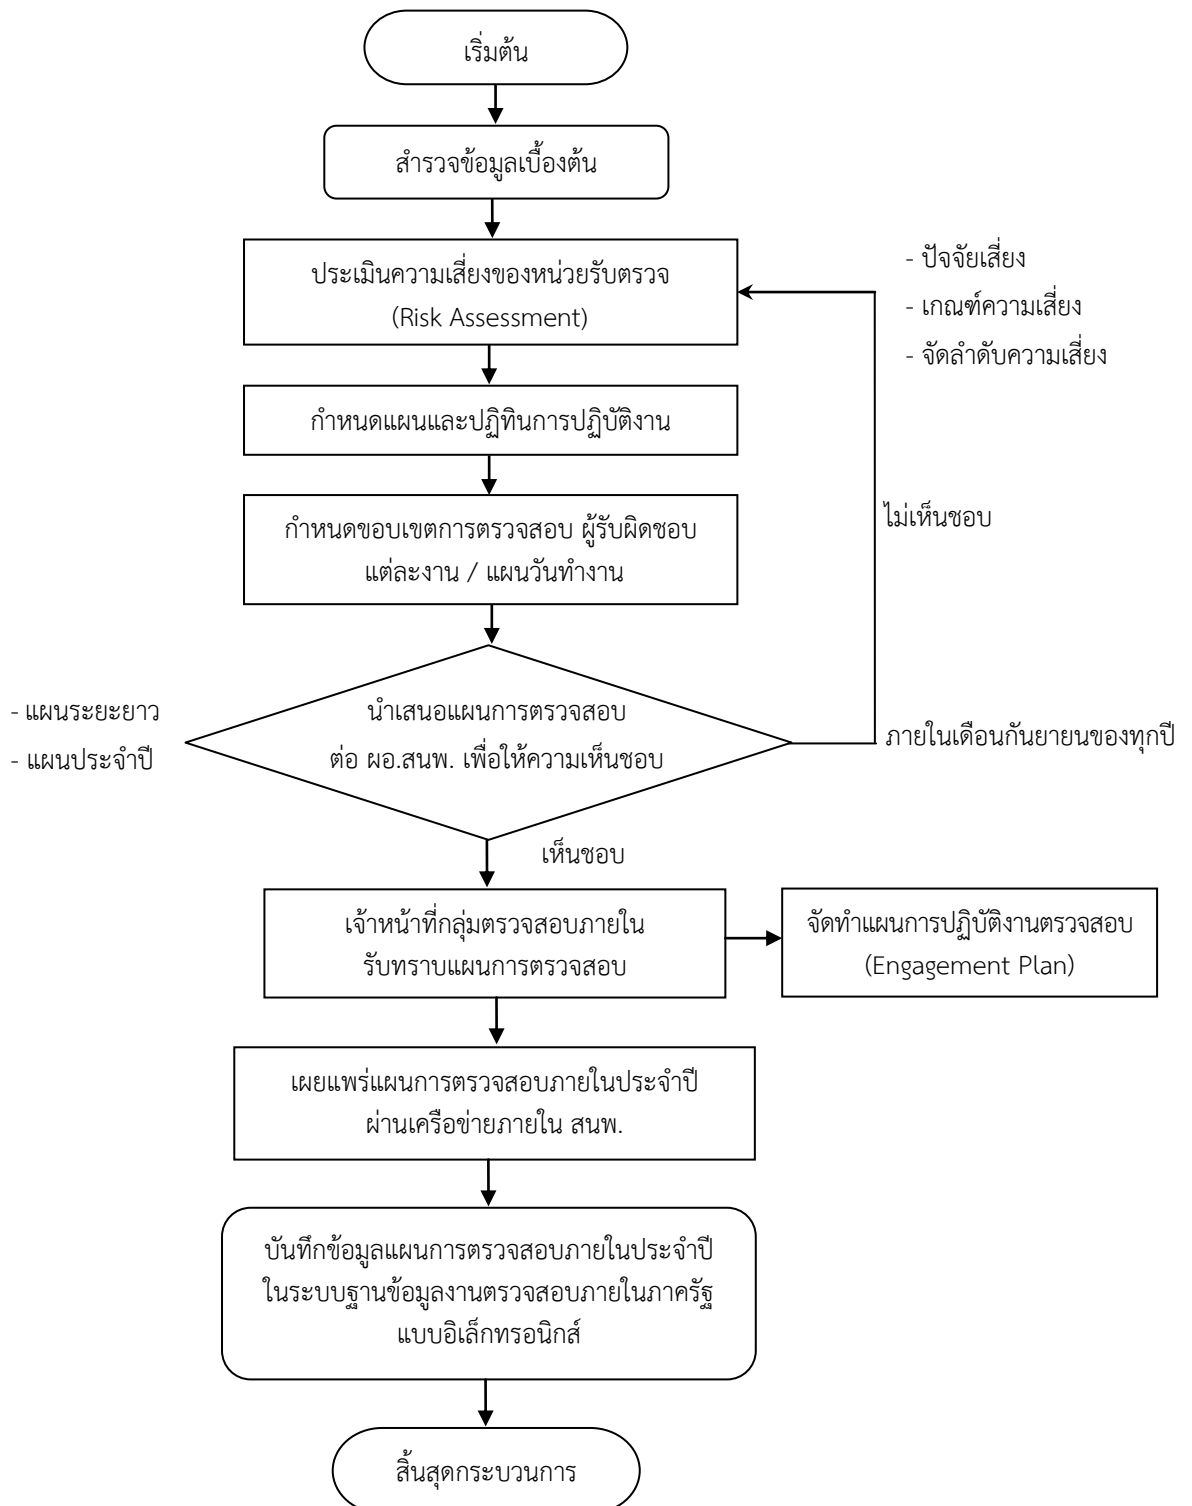 เริ่มต้น
สำรวจข้อมูลเบื้องต้น
ประเมินความเสี่ยงของหน่วยรับตรวจ
(Risk Assessment)
- ปัจจัยเสี่ยง
- เกณฑ์ความเสี่ยง
- จัดลำดับความเสี่ยง
กำหนดแผนและปฏิทินการปฏิบัติงาน
กำหนดขอบเขตการตรวจสอบ ผู้รับผิดชอบ
แต่ละงาน / แผนวันทำงาน
ไม่เห็นชอบ
- แผนระยะยาว
- แผนประจำปี
นำเสนอแผนการตรวจสอบ
ต่อ ผอ.สนพ. เพื่อให้ความเห็นชอบ
ภายในเดือนกันยายนของทุกปี
เห็นชอบ
เจ้าหน้าที่กลุ่มตรวจสอบภายใน
รับทราบแผนการตรวจสอบ
จัดทำแผนการปฏิบัติงานตรวจสอบ
(Engagement Plan)
เผยแพร่แผนการตรวจสอบภายในประจำปี
ผ่านเครือข่ายภายใน สนพ.
บันทึกข้อมูลแผนการตรวจสอบภายในประจำปี
ในระบบฐานข้อมูลงานตรวจสอบภายในภาครัฐ
แบบอิเล็กทรอนิกส์
สิ้นสุดกระบวนการ